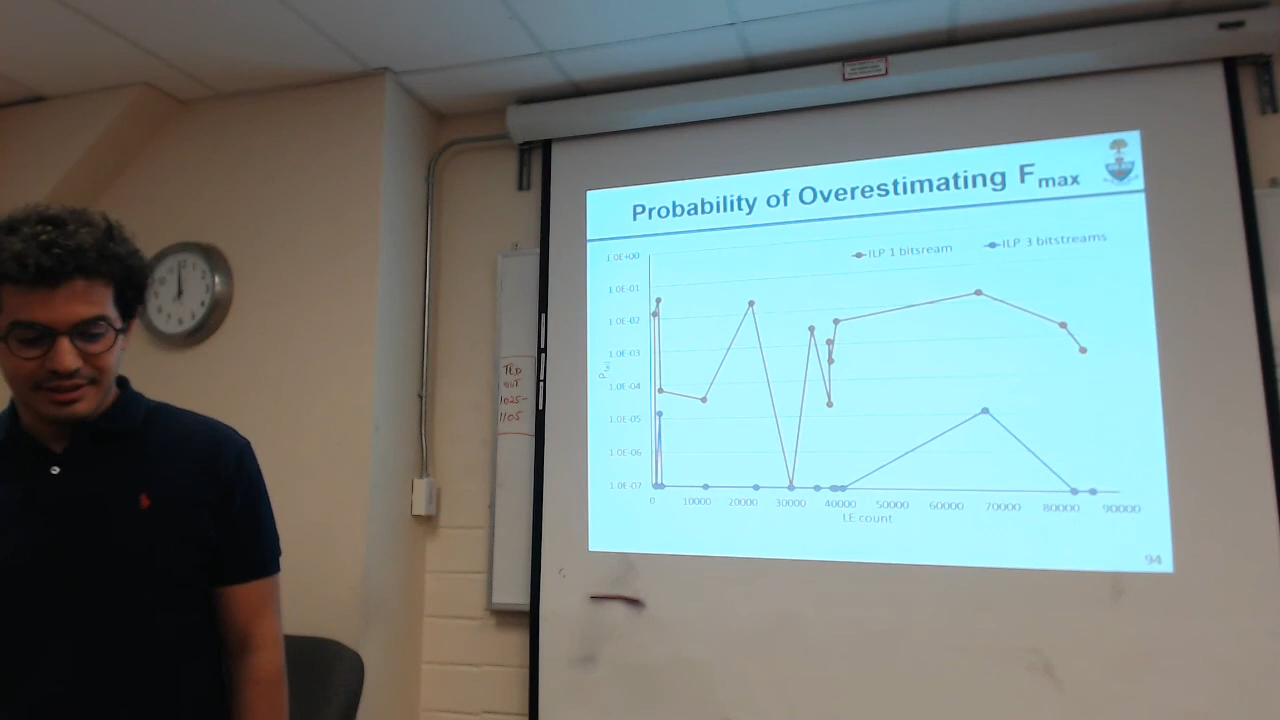 Probability of Overestimating Fmax
ILP 1 bitsream
ILP 3 bitstreams
1.0E+00
1.0E-01
1.0E-02
1.0E-03
1.0E-04
1.0E-05
1.0E-06
1.0E-07
0 10000 20000 30000 40000 50000 60000 70000 80000 90000
LE count
94
1025-
1105